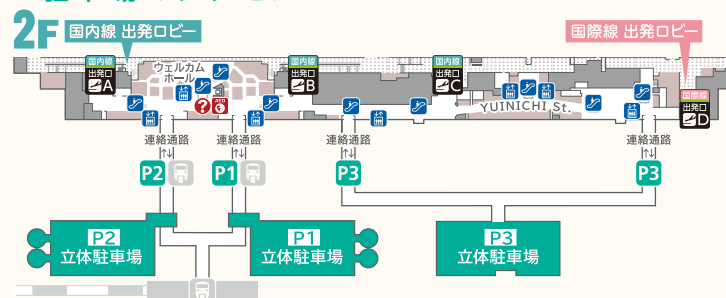 2F 国内線 出発ロビー
国際線 出発ロビー
国内線
出発口
A
ウェルカム
ホール
国内線
出発口
B
国内線
出発口
C
YUINICHI St.
国際線
出発口
D
?
AED
連絡通路
連絡通路
連絡通路
連絡通路
P2
P1
P3
P3
P2
立体駐車場
P1
立体駐車場
P3
立体駐車場